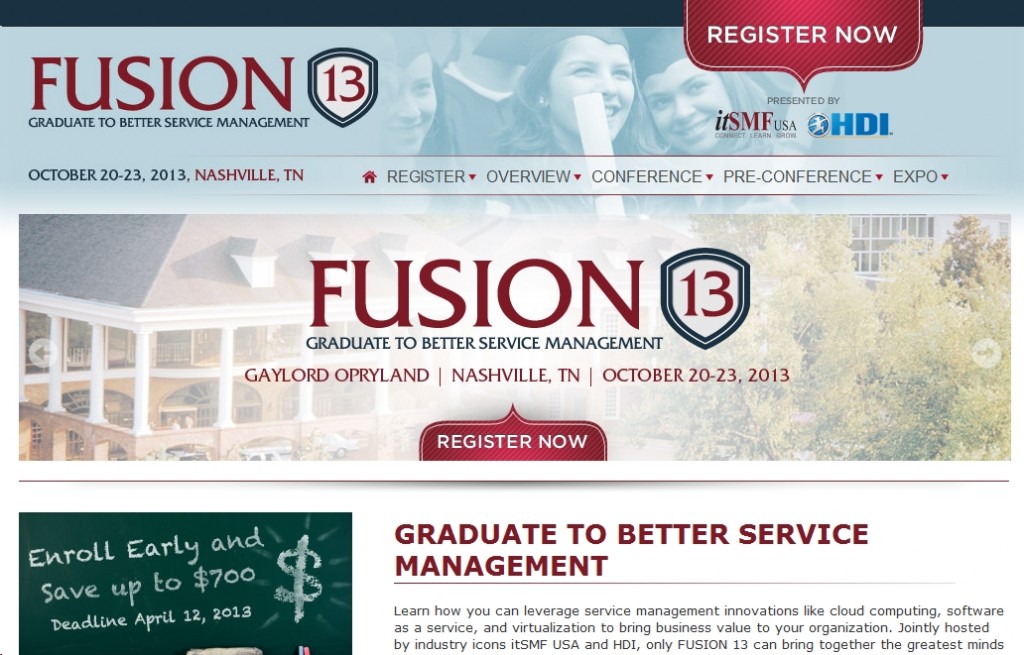 REGISTER NOW
FUSION 13
GRADUATE TO BETTER SERVICE MANAGEMENT
PRESENTED BY
itSMF USA
CONNECT LEARN GROW
HDI
OCTOBER 20-23, 2013, NASHVILLE, TN
REGISTER OVERVIEW CONFERENCE PRE-CONFERENCE EXPO
FUSION 13
GRADUATE TO BETTER SERVICE MANAGEMENT
GAYLORD OPRYLAND | NASHVILLE, TN | OCTOBER 20-23, 2013
REGISTER NOW
Enroll Early and
Save up to $700
Deadline April 12, 2013
$
GRADUATE TO BETTER SERVICE
MANAGEMENT
Learn how you can leverage service management innovations like cloud computing, software
as a service, and virtualization to bring business value to your organization. Jointly hosted
by industry icons itSMF USA and HDI, only FUSION 13 can bring together the greatest minds